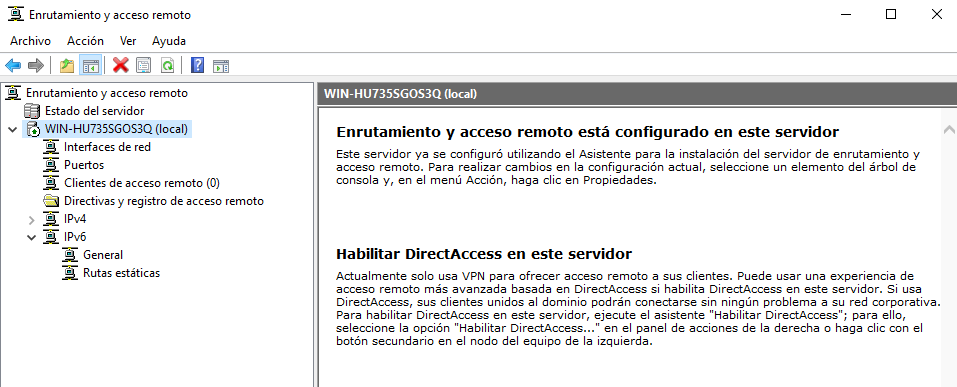 Enrutamiento y acceso remoto
Archivo Acción Ver Ayuda
Enrutamiento y acceso remoto
Estado del servidor
WIN-HU735SGOS3Q (local)
Interfaces de red
Puertos
Clientes de acceso remoto (0)
Directivas y registro de acceso remoto
IPv4
IPv6
General
Rutas estáticas
WIN-HU735SGOS3Q (local)
Enrutamiento y acceso remoto está configurado en este servidor
Este servidor ya se configuró utilizando el Asistente para la instalación del servidor de enrutamiento y
acceso remoto. Para realizar cambios en la configuración actual, seleccione un elemento del árbol de
consola y, en el menú Acción, haga clic en Propiedades.
Habilitar DirectAccess en este servidor
Actualmente solo usa VPN para ofrecer acceso remoto a sus clientes. Puede usar una experiencia de
acceso remoto más avanzada basada en DirectAccess si habilita DirectAccess en este servidor. Si usa
DirectAccess, sus clientes unidos al dominio podrán conectarse sin ningún problema a su red corporativa.
Para habilitar DirectAccess en este servidor, ejecute el asistente "Habilitar DirectAccess"; para ello,
seleccione la opción "Habilitar DirectAccess..." en el panel de acciones de la derecha o haga clic con el
botón secundario en el nodo del equipo de la izquierda.